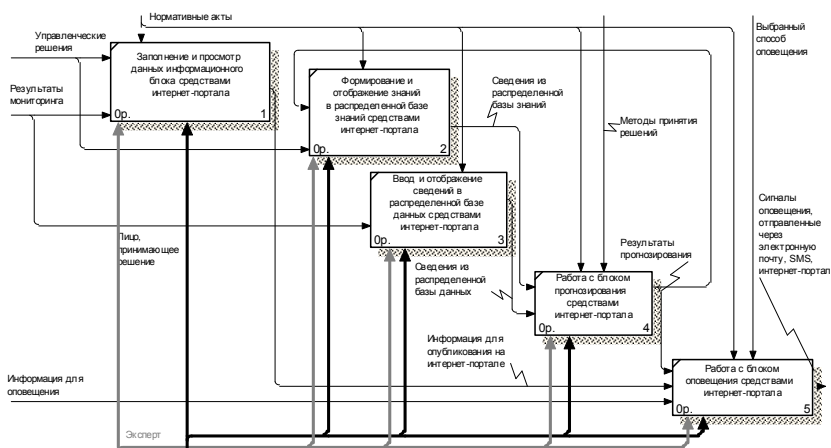 Нормативные акты
Управленческие
решения
Результаты
мониторинга
Заполнение и просмотр
данных информационного
блока средствами
интернет-портала
0р. 1
Формирование и
отображение знаний
в распределенной базе
знаний средствами
интернет-портала
0р. 2
Сведения из
распределенной
базы знаний
Выбранный
способ
оповещения
Методы принятия
решений
Ввод и отображение
сведений в
распределенной базе
данных средствами
интернет-портала
0р. 3
Лицо,
принимающее
решение
Сведения из
распределенной
базы данных
Результаты
прогнозирования
Сигналы
оповещения,
отправленные
через
электронную
почту, SMS,
интернет-портал
Работа с блоком
прогнозирования
средствами
интернет-портала
0р. 4
Информация для
опубликования на
интернет-портале
Информация для
оповещения
Работа с блоком
оповещения средствами
интернет-портала
0р. 5
Эксперт